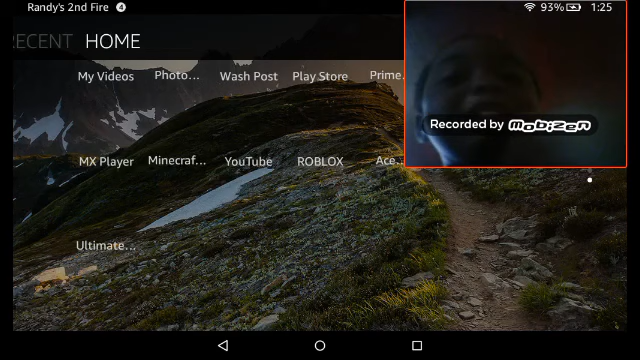 Randy's 2nd Fire 4 93% 1:25
RECENT HOME
My Videos Photo... Wash Post Play Store Prime...
Recorded by mobizen
MX Player Minecraf... YouTube ROBLOX Ace...
Ultimate...